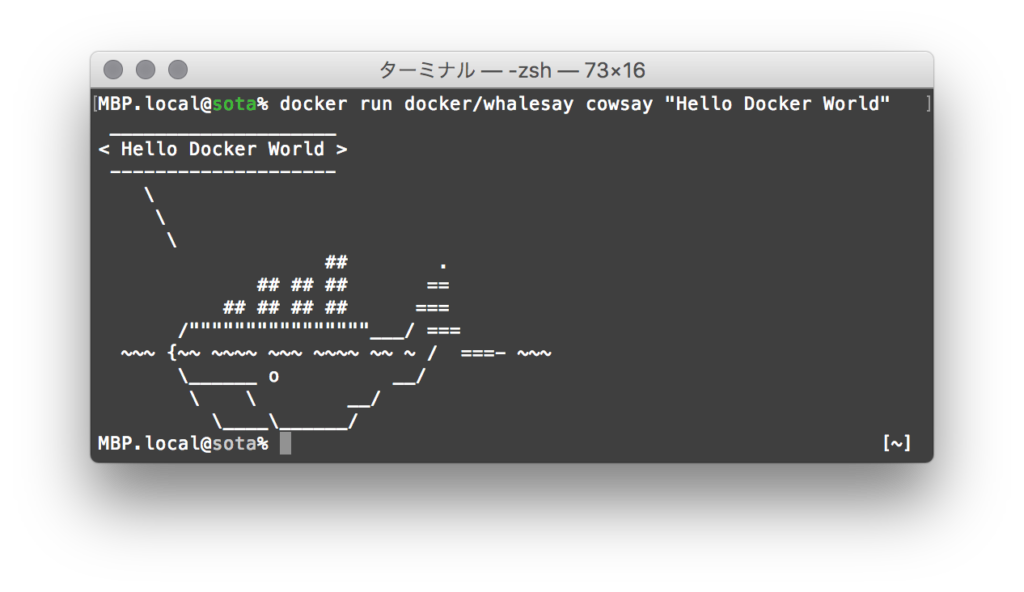 ターミナル — -zsh — 73×16
[MBP.local@sota% docker run docker/whalesay cowsay "Hello Docker World" ]
 ____________________
< Hello Docker World >
 --------------------
    \
     \
      \
                    ##        .
              ## ## ##       ==
           ## ## ## ##      ===
       /""""""""""""""""___/ ===
  ~~~ {~~ ~~~~ ~~~ ~~~~ ~~ ~ /  ===- ~~~
       \______ o          __/
        \    \        __/
          \____\______/
MBP.local@sota% [~]